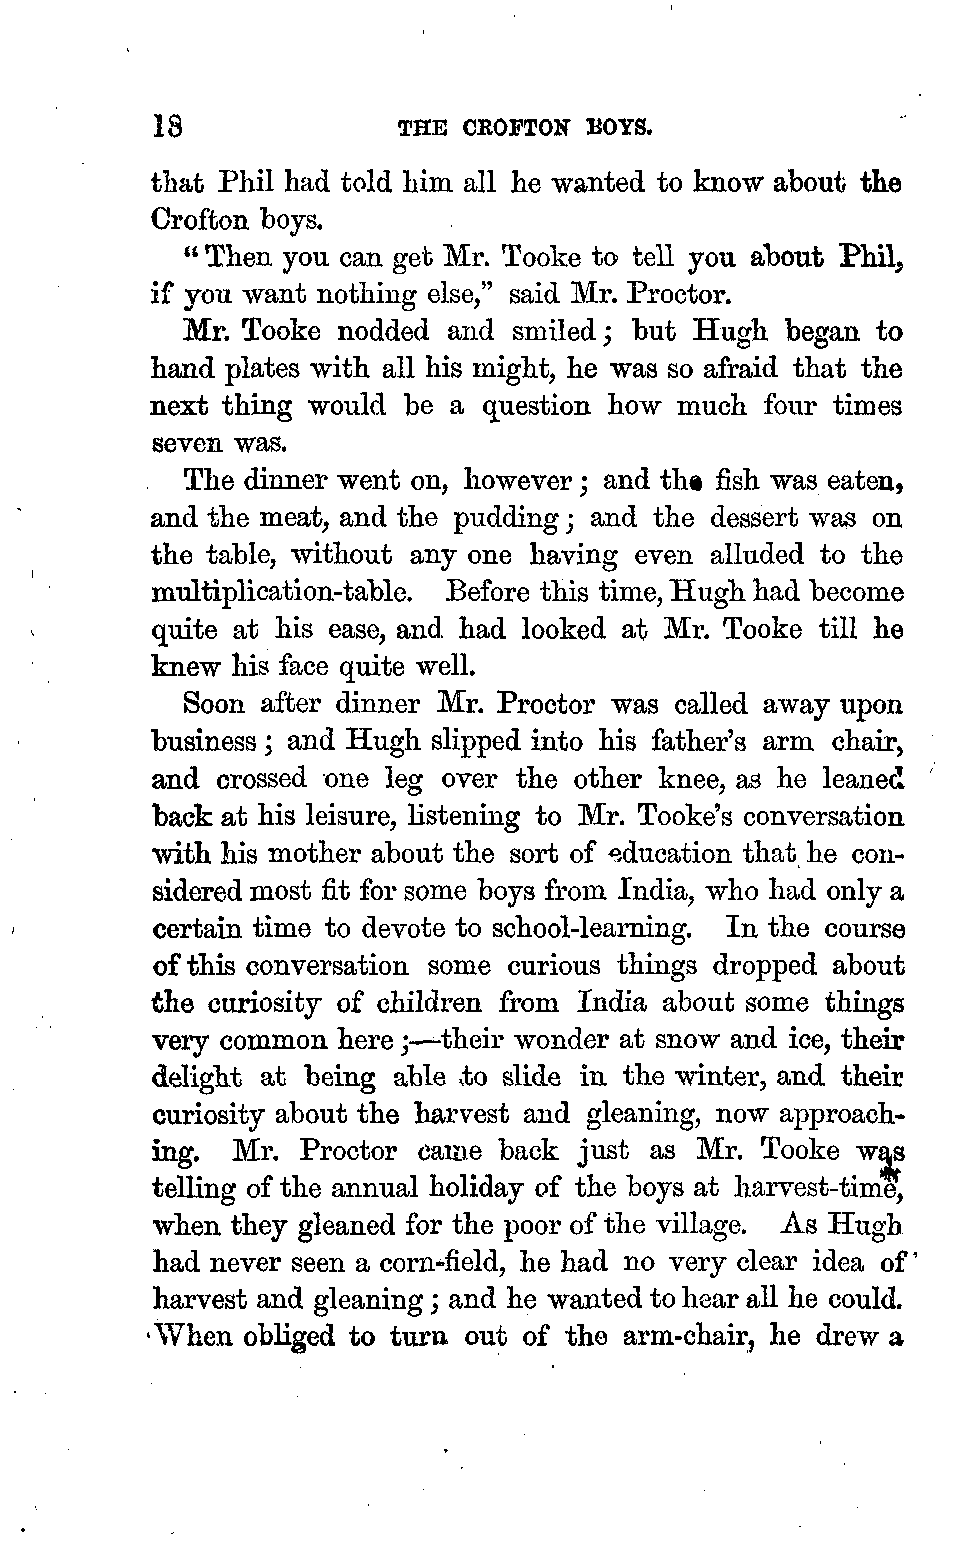 18 THE CROFTON BOYS.
that Phil had told him all he wanted to know about the
Crofton boys.
"Then you can get Mr. Tooke to tell you about Phil,
if you want nothing else," said Mr. Proctor.
Mr. Tooke nodded and smiled; but Hugh began to
hand plates with all his might, he was so afraid that the
next thing would be a question how much four times
seven was.
The dinner went on, however; and the fish was eaten,
and the meat, and the pudding; and the dessert was on
the table, without any one having even alluded to the
multiplication-table. Before this time, Hugh had become
quite at his ease, and had looked at Mr. Tooke till he
knew his face quite well.
Soon after dinner Mr. Proctor was called away upon
business; and Hugh slipped into his father's arm chair,
and crossed one leg over the other knee, as he leaned
back at his leisure, listening to Mr. Tooke's conversation
with his mother about the sort of education that he con-
sidered most fit for some boys from India, who had only a
certain time to devote to school-learning. In the course
of this conversation some curious things dropped about
the curiosity of children from India about some things
very common here;—their wonder at snow and ice, their
delight at being able to slide in the winter, and their
curiosity about the harvest and gleaning, now approach-
ing. Mr. Proctor came back just as Mr. Tooke was
telling of the annual holiday of the boys at harvest-time,
when they gleaned for the poor of the village. As Hugh
had never seen a corn-field, he had no very clear idea of
harvest and gleaning; and he wanted to hear all he could.
When obliged to turn out of the arm-chair, he drew a